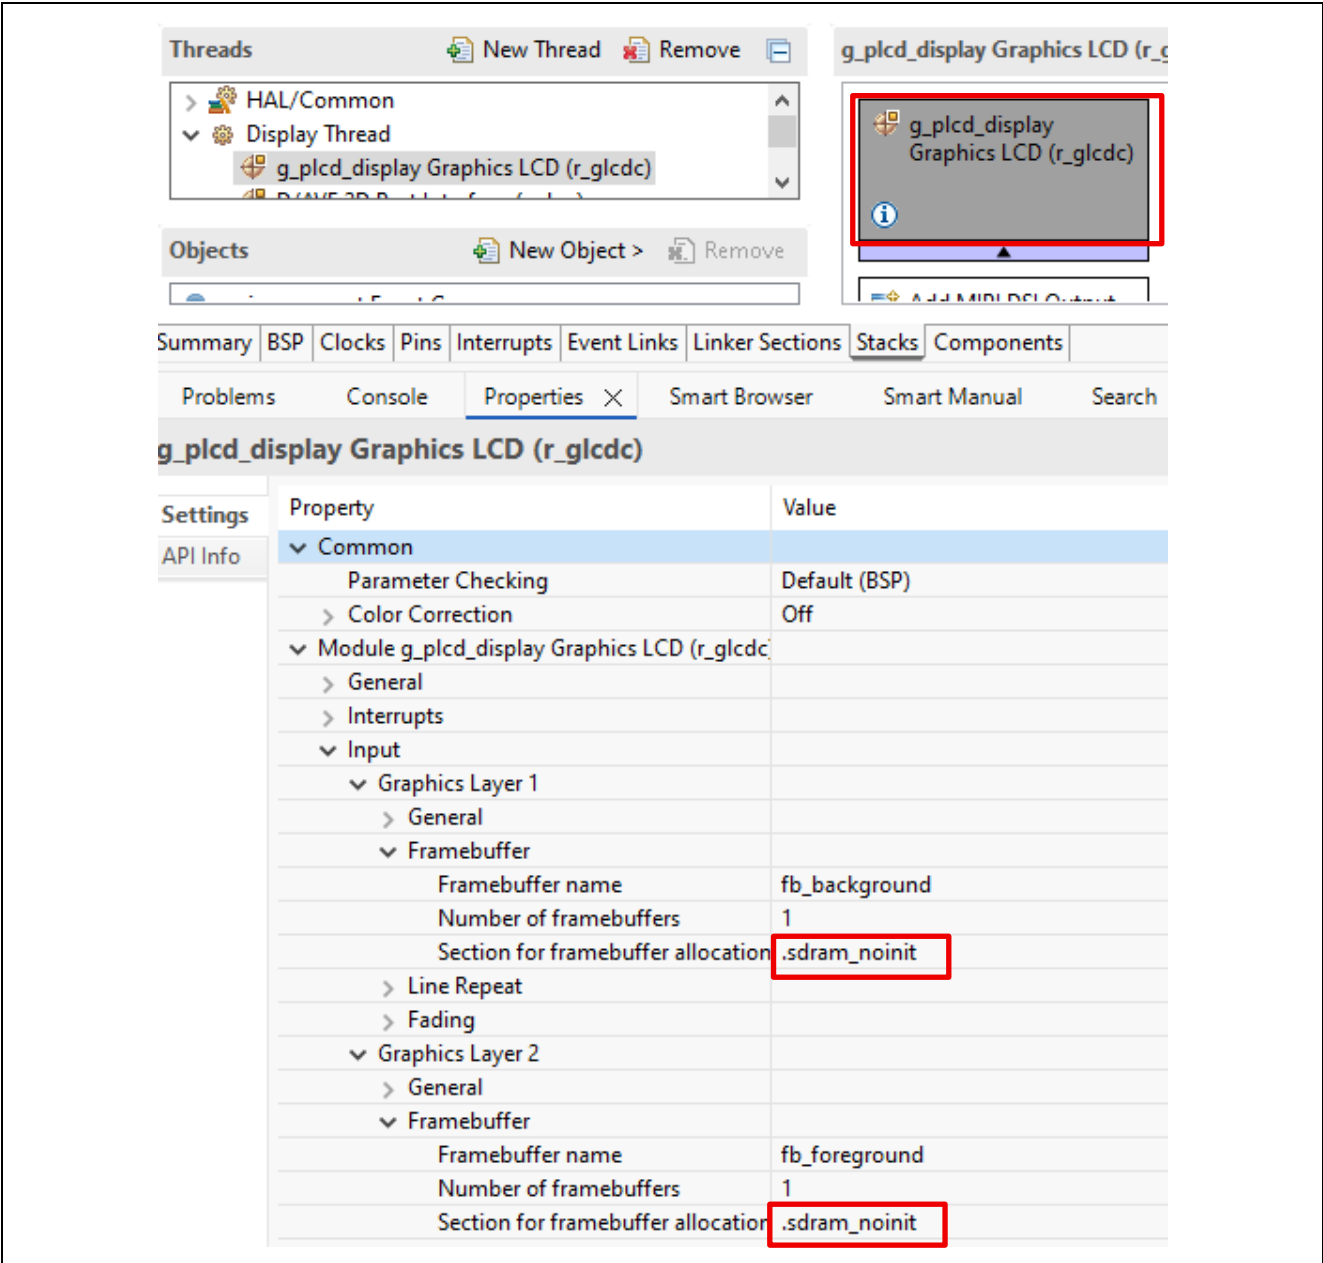 Threads New Thread Remove
HAL/Common
Display Thread
g_plcd_display Graphics LCD (r_glcdc)
Objects New Object > Remove
g_plcd_display Graphics LCD (r_g
g_plcd_display
Graphics LCD (r_glcdc)
Add MIPI DSI Output
Summary BSP Clocks Pins Interrupts Event Links Linker Sections Stacks Components
Problems Console Properties Smart Browser Smart Manual Search
g_plcd_display Graphics LCD (r_glcdc)
Settings
API Info
Property Value
Common
Parameter Checking Default (BSP)
Color Correction Off
Module g_plcd_display Graphics LCD (r_glcdc)
General
Interrupts
Input
Graphics Layer 1
General
Framebuffer
Framebuffer name fb_background
Number of framebuffers 1
Section for framebuffer allocation .sdram_noinit
Line Repeat
Fading
Graphics Layer 2
General
Framebuffer
Framebuffer name fb_foreground
Number of framebuffers 1
Section for framebuffer allocation .sdram_noinit